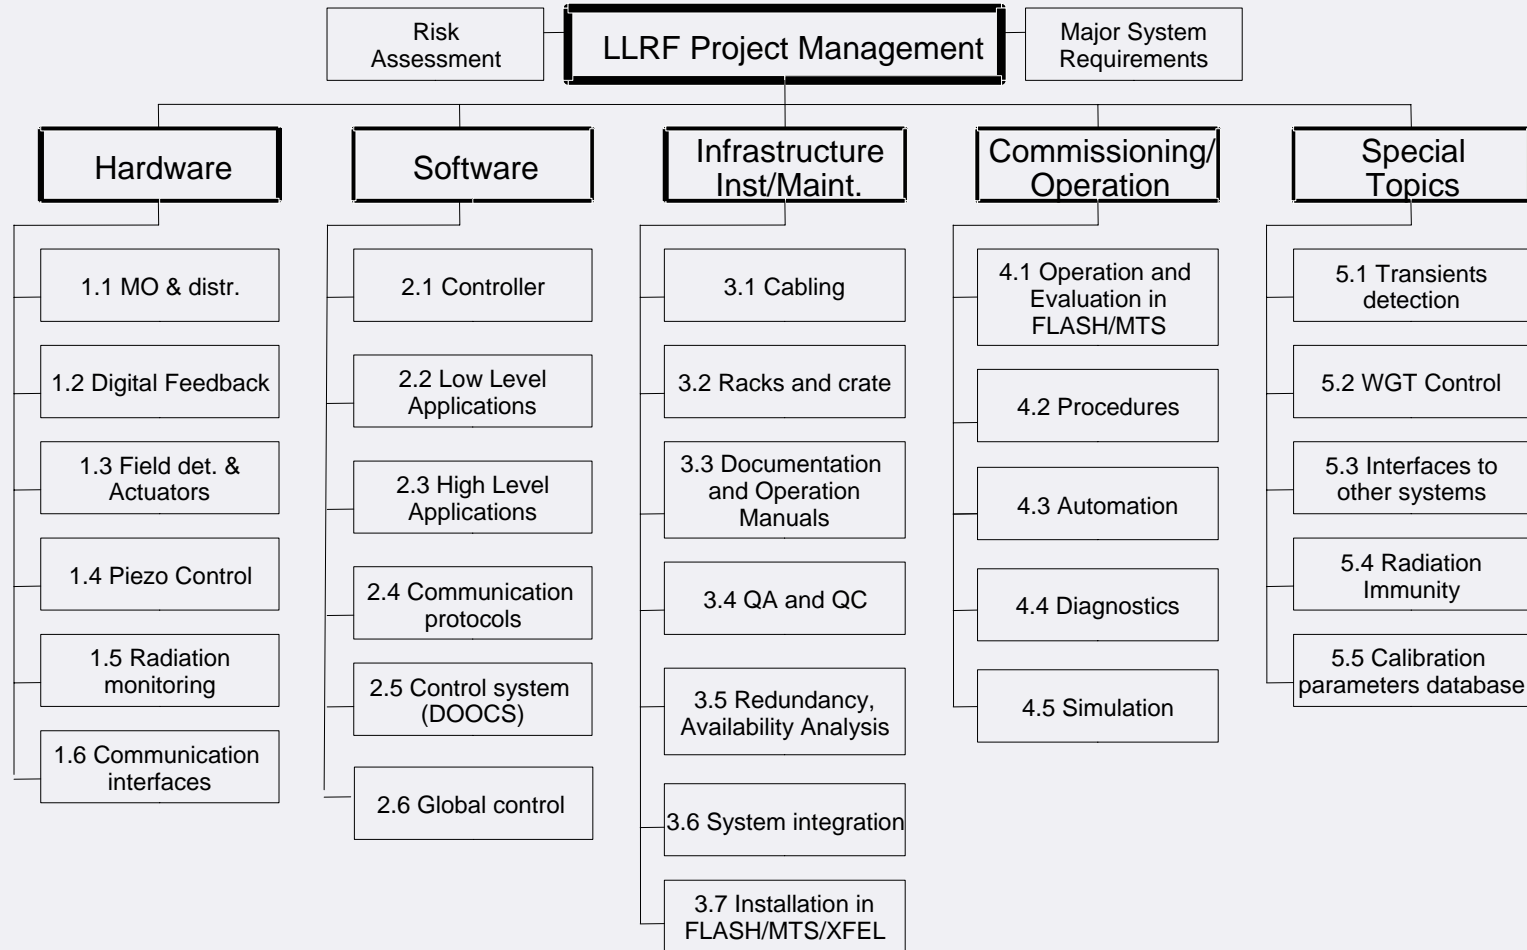 Risk
Assessment
LLRF Project Management
Major System
Requirements
Hardware
Software
Infrastructure
Inst/Maint.
Commissioning/
Operation
Special
Topics
1.1 MO & distr.
1.2 Digital Feedback
1.3 Field det. &
Actuators
1.4 Piezo Control
1.5 Radiation
monitoring
1.6 Communication
interfaces
2.1 Controller
2.2 Low Level
Applications
2.3 High Level
Applications
2.4 Communication
protocols
2.5 Control system
(DOOCS)
2.6 Global control
3.1 Cabling
3.2 Racks and crate
3.3 Documentation
and Operation
Manuals
3.4 QA and QC
3.5 Redundancy,
Availability Analysis
3.6 System integration
3.7 Installation in
FLASH/MTS/XFEL
4.1 Operation and
Evaluation in
FLASH/MTS
4.2 Procedures
4.3 Automation
4.4 Diagnostics
4.5 Simulation
5.1 Transients
detection
5.2 WGT Control
5.3 Interfaces to
other systems
5.4 Radiation
Immunity
5.5 Calibration
parameters database